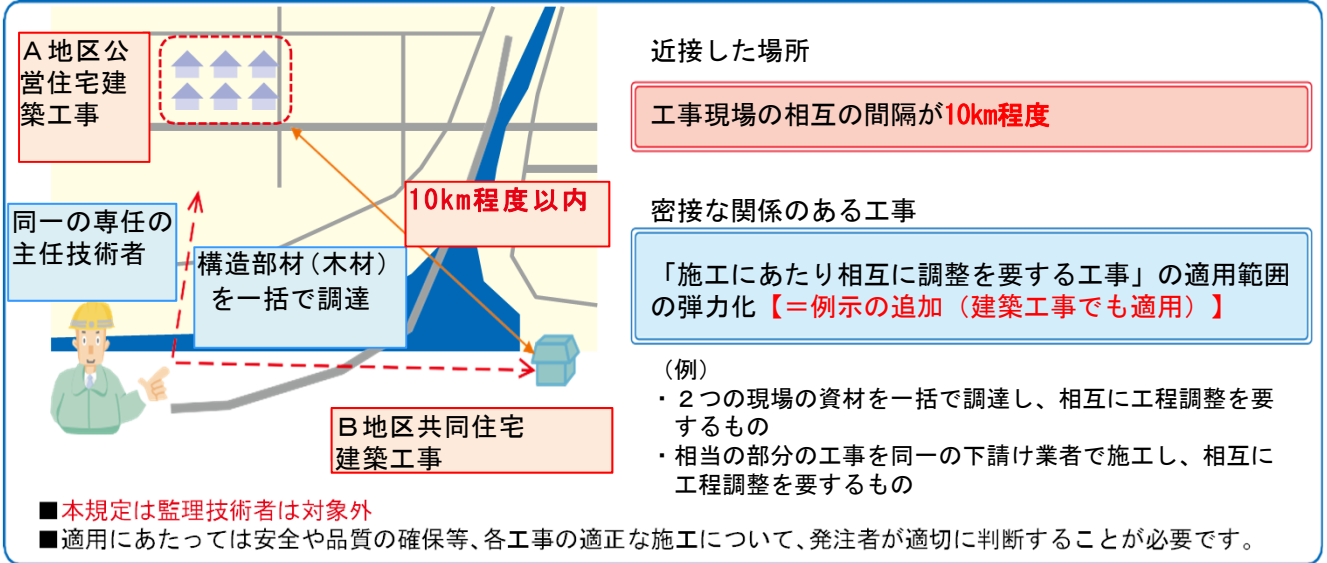 A地区公
営住宅建
築工事
10km程度以内
同一の専任の
主任技術者
構造部材(木材)
を一括で調達
B地区共同住宅
建築工事
近接した場所
工事現場の相互の間隔が10km程度
密接な関係のある工事
「施工にあたり相互に調整を要する工事」の適用範囲
の弾力化【＝例示の追加(建築工事でも適用)】
(例)
・２つの現場の資材を一括で調達し、相互に工程調整を要
するもの
・相当の部分の工事を同一の下請け業者で施工し、相互に
工程調整を要するもの
■本規定は監理技術者は対象外
■適用にあたっては安全や品質の確保等、各工事の適正な施工について、発注者が適切に判断することが必要です。